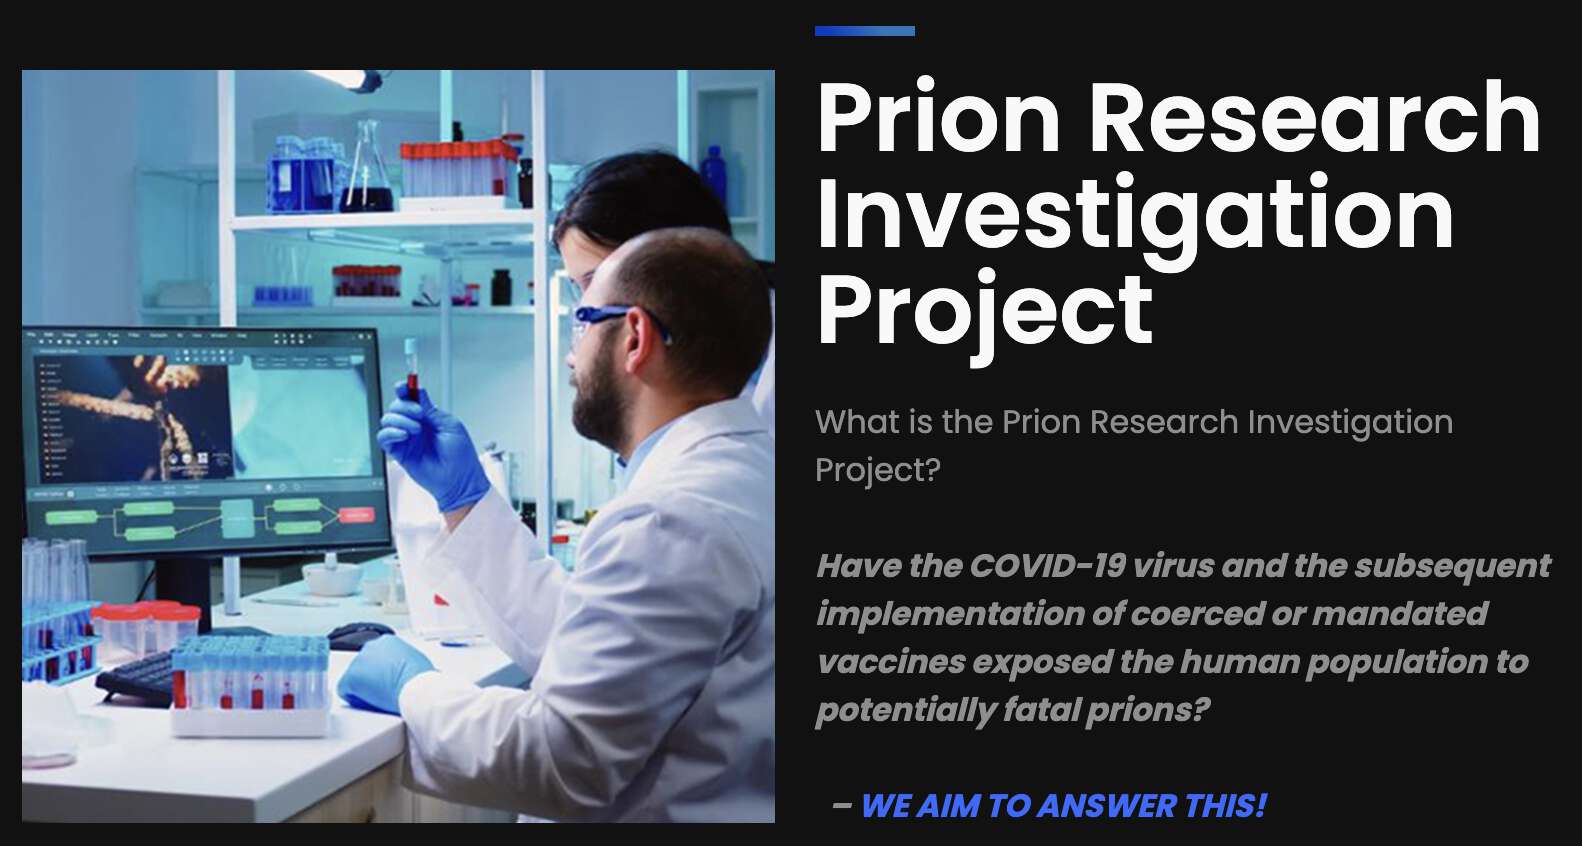 Prion Research
Investigation
Project
What is the Prion Research Investigation
Project?
Have the COVID-19 virus and the subsequent
implementation of coerced or mandated
vaccines exposed the human population to
potentially fatal prions?
– WE AIM TO ANSWER THIS!